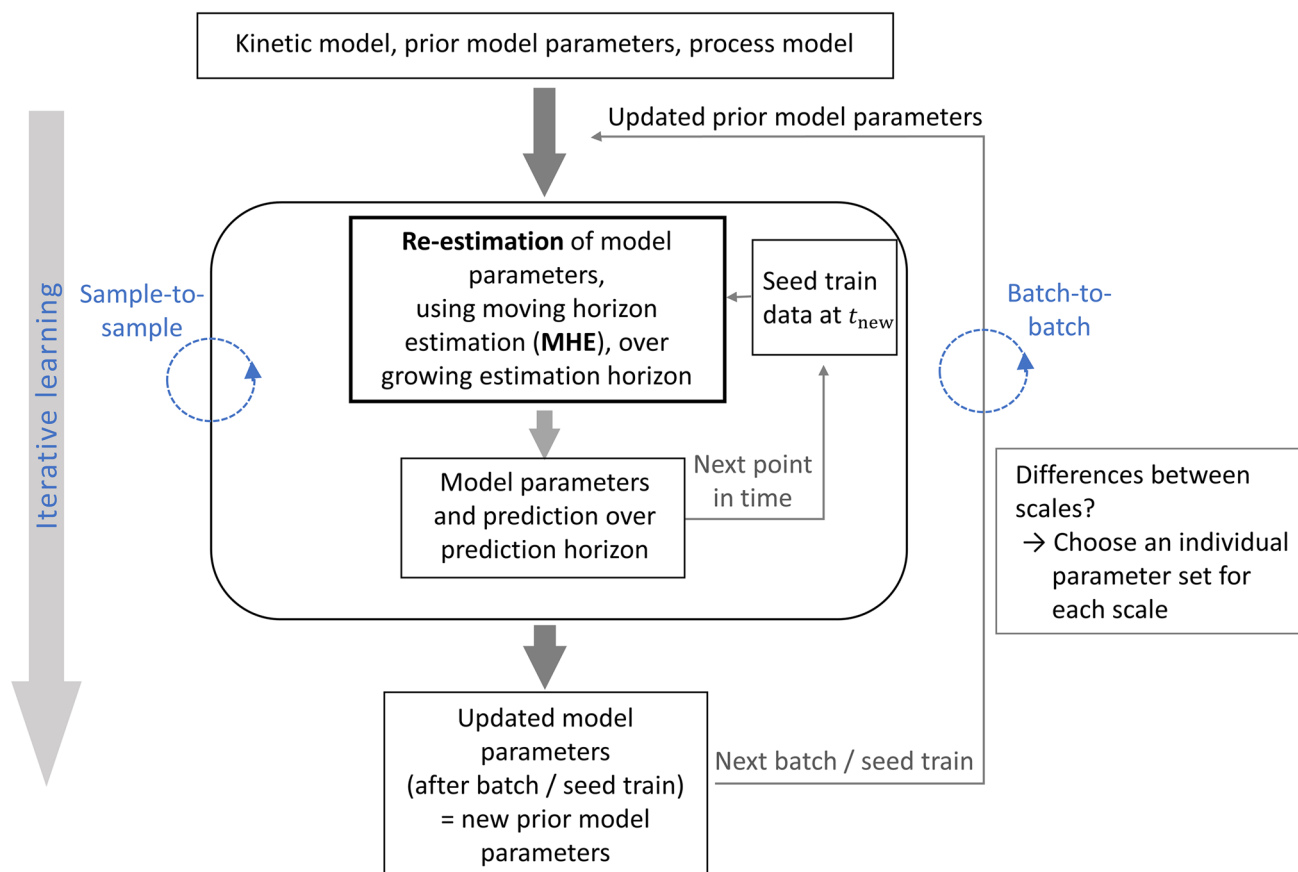 Kinetic model, prior model parameters, process model
Updated prior model parameters
Iterative learning
Sample-to-
sample
Re-estimation of model
parameters,
using moving horizon
estimation (MHE), over
growing estimation horizon
Seed train
data at t_new
Batch-to-
batch
Model parameters
and prediction over
prediction horizon
Next point
in time
Differences between
scales?
→ Choose an individual
parameter set for
each scale
Updated model
parameters
(after batch / seed train)
= new prior model
parameters
Next batch / seed train